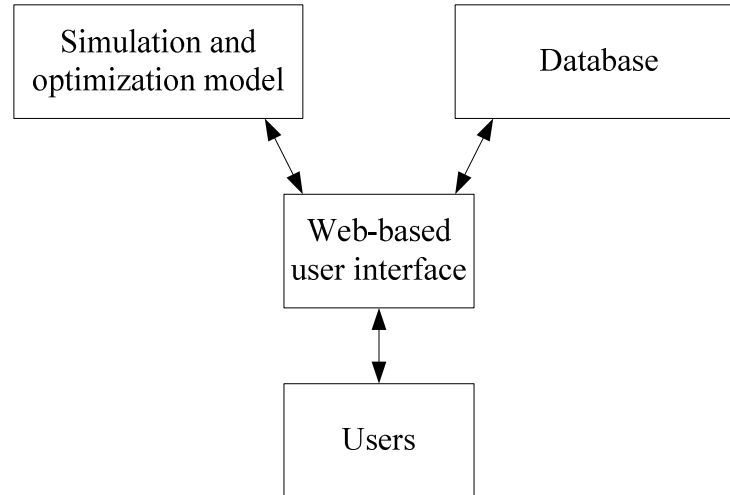 Simulation and
optimization model
Database
Web-based
user interface
Users